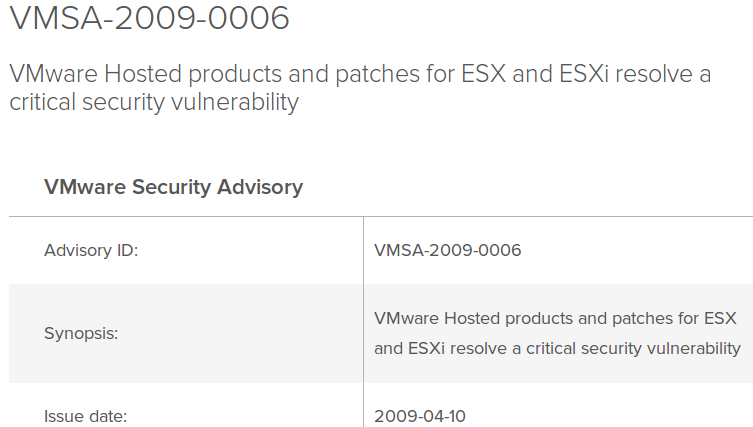 VMSA-2009-0006
VMware Hosted products and patches for ESX and ESXi resolve a
critical security vulnerability
VMware Security Advisory
Advisory ID:
VMSA-2009-0006
Synopsis:
VMware Hosted products and patches for ESX
and ESXi resolve a critical security vulnerability
Issue date:
2009-04-10